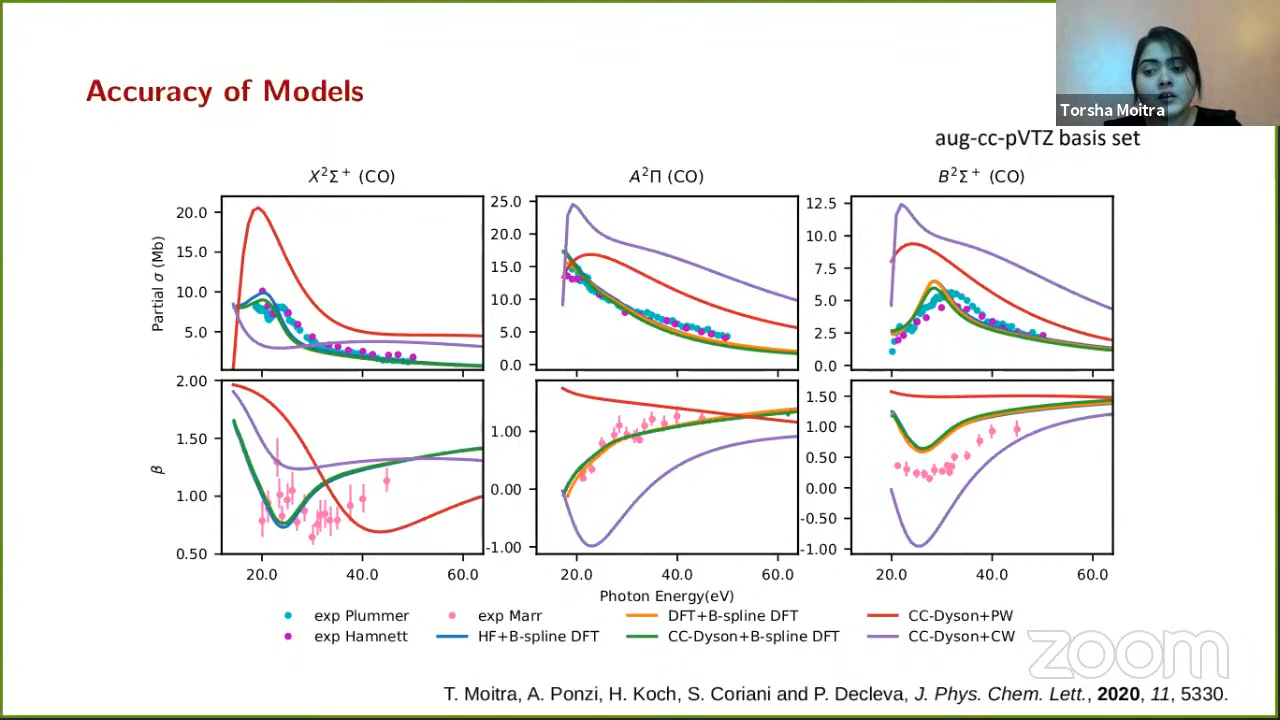 Torsha Moitra
Accuracy of Models
aug-cc-pVTZ basis set
X²Σ⁺ (CO)
A²Π (CO)
B²Σ⁺ (CO)
Partial σ (Mb)
20.0
15.0
10.0
5.0
25.0
20.0
15.0
10.0
5.0
0.0
12.5
10.0
7.5
5.0
2.5
0.0
β
2.00
1.50
1.00
0.50
1.00
0.00
-1.00
1.50
1.00
0.50
0.00
-0.50
-1.00
20.0 40.0 60.0
20.0 40.0 60.0
20.0 40.0 60.0
Photon Energy(eV)
exp Plummer exp Marr DFT+B-spline DFT CC-Dyson+PW
exp Hamnett HF+B-spline DFT CC-Dyson+B-spline DFT CC-Dyson+CW
zoom
T. Moitra, A. Ponzi, H. Koch, S. Coriani and P. Decleva, J. Phys. Chem. Lett., 2020, 11, 5330.